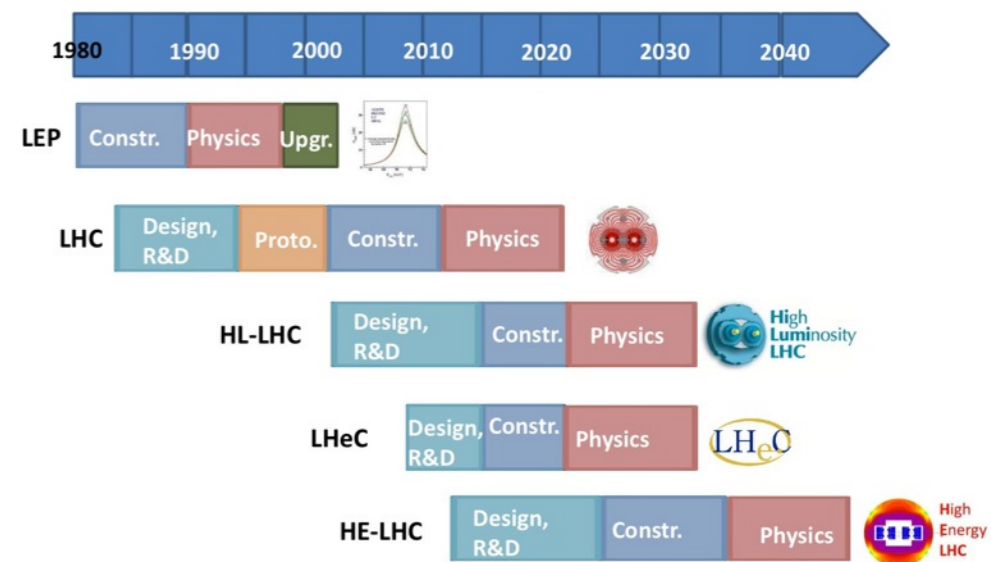 1980 1990 2000 2010 2020 2030 2040
LEP Constr. Physics Upgr.
LHC Design, R&D Proto. Constr. Physics
HL-LHC Design, R&D Constr. Physics
High
Luminosity
LHC
LHeC Design, R&D Constr. Physics
LHeC
HE-LHC Design, R&D Constr. Physics
High
Energy
LHC